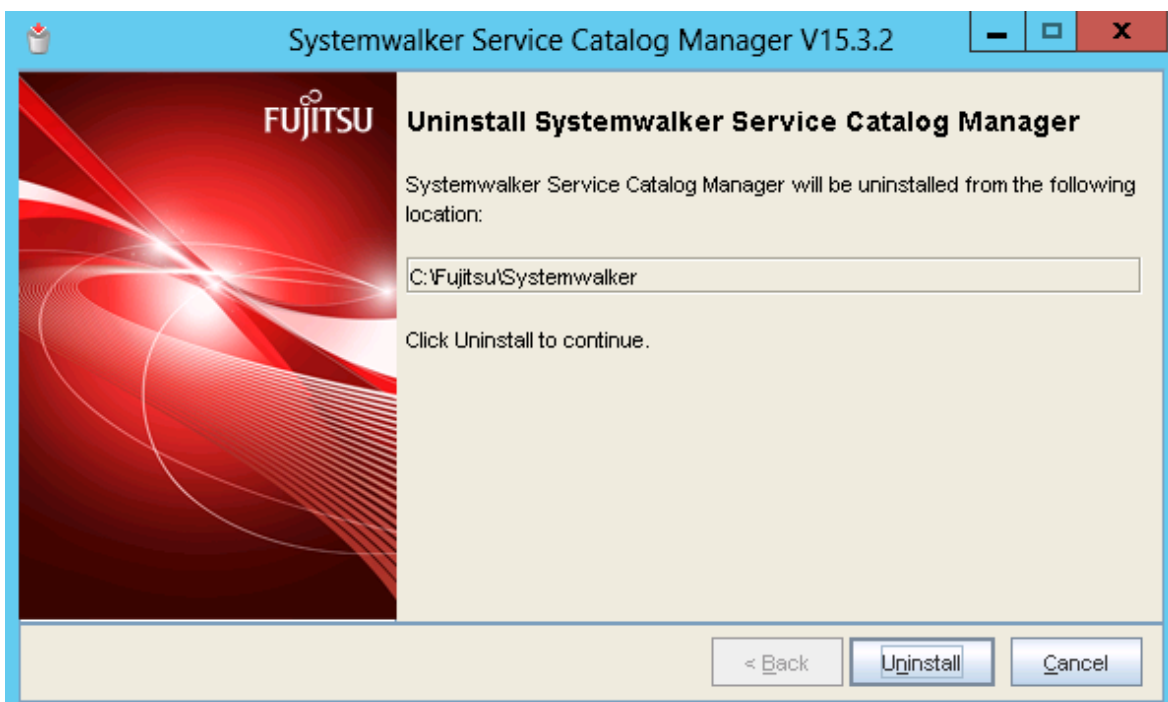 Systemwalker Service Catalog Manager V15.3.2
FUJITSU
Uninstall Systemwalker Service Catalog Manager
Systemwalker Service Catalog Manager will be uninstalled from the following
location:
C:\Fujitsu\Systemwalker
Click Uninstall to continue.
< Back
Uninstall
Cancel